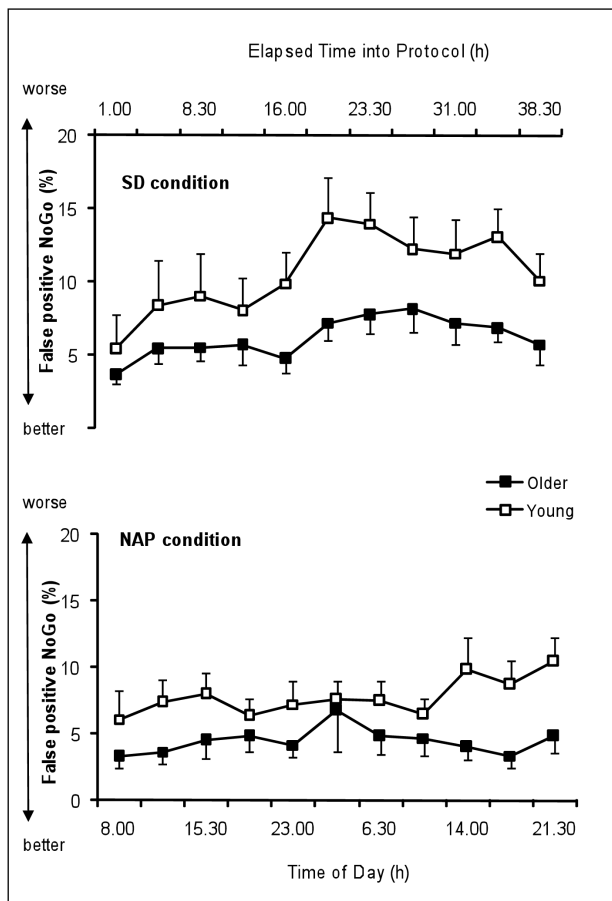 Elapsed Time into Protocol (h)
worse
1.00 8.30 16.00 23.30 31.00 38.30
20
15
10
5
False positive NoGo (%)
SD condition
better
Older
Young
worse
20
15
10
5
0
False positive NoGo (%)
NAP condition
8.00 15.30 23.00 6.30 14.00 21.30
better
Time of Day (h)